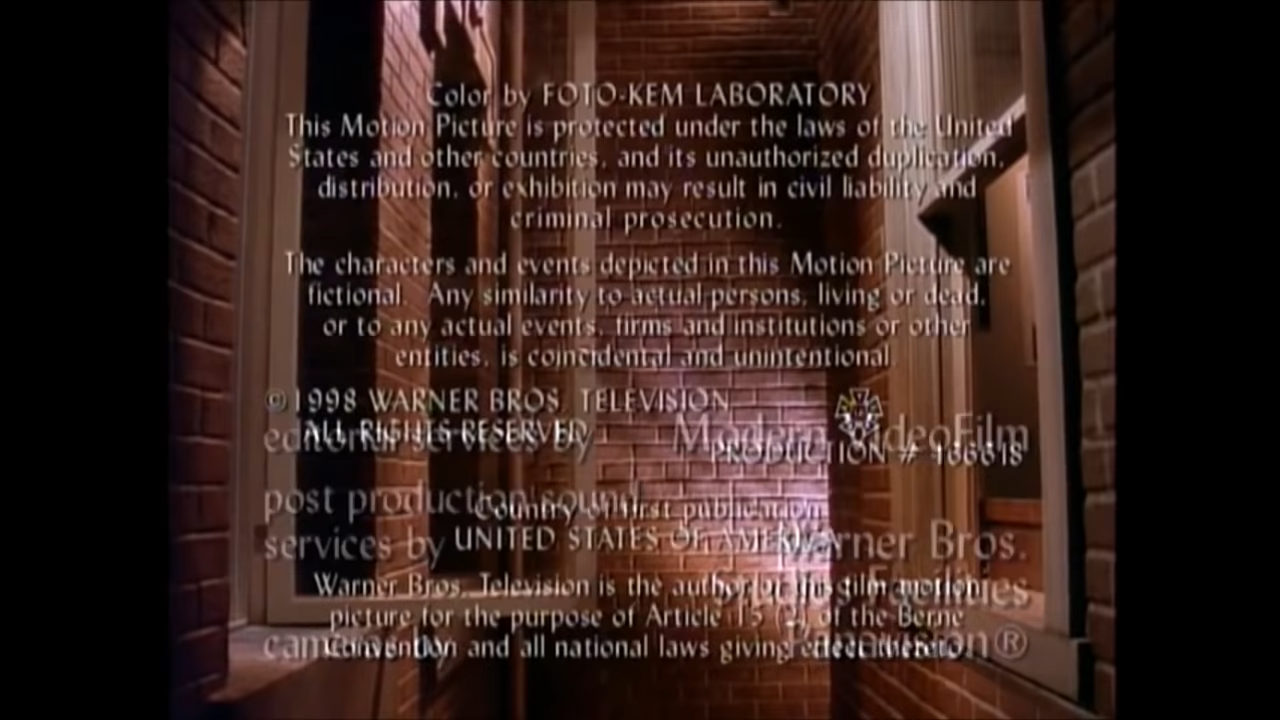 Color by FOTO-KEM LABORATORY
This Motion Picture is protected under the laws of the United
States and other countries, and its unauthorized duplication,
distribution, or exhibition may result in civil liability and
criminal prosecution.
The characters and events depicted in this Motion Picture are
fictional. Any similarity to actual persons, living or dead,
or to any actual events, firms and institutions or other
entities, is coincidental and unintentional.
©1998 WARNER BROS. TELEVISION
ALL RIGHTS RESERVED
editorial services by Modern VideoFilm
PRODUCTION # 166618
post production sound
Country of first publication
services by Warner Bros.
UNITED STATES OF AMERICA
Warner Bros. Television is the author of this film motion
Studios Facilities
picture for the purpose of Article 15 (2) of the Berne
Convention and all national laws giving effect thereto.
cameras by Panavision®